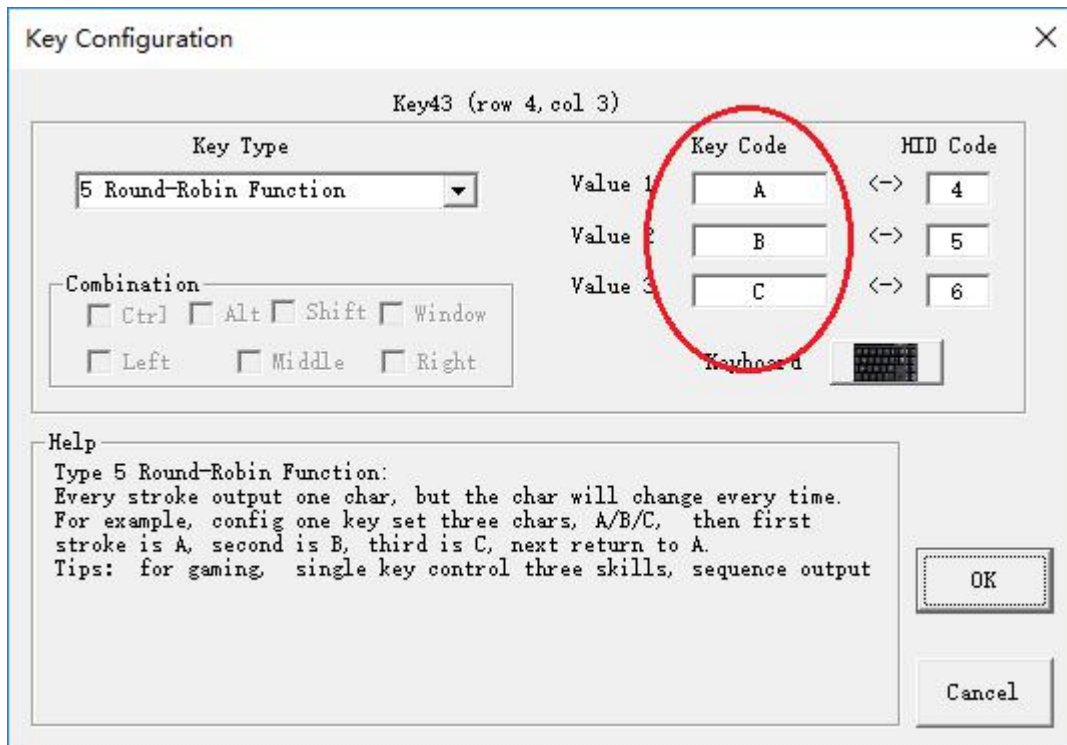 Key Configuration
Key43 (row 4, col 3)
Key Type Key Code HID Code
5 Round-Robin Function Value 1 A <-> 4
Value 2 B <-> 5
Combination Value 3 C <-> 6
Ctrl Alt Shift Window
Left Middle Right Keyboard
Help
Type 5 Round-Robin Function:
Every stroke output one char, but the char will change every time.
For example, config one key set three chars, A/B/C, then first
stroke is A, second is B, third is C, next return to A.
Tips: for gaming, single key control three skills, sequence output
OK
Cancel